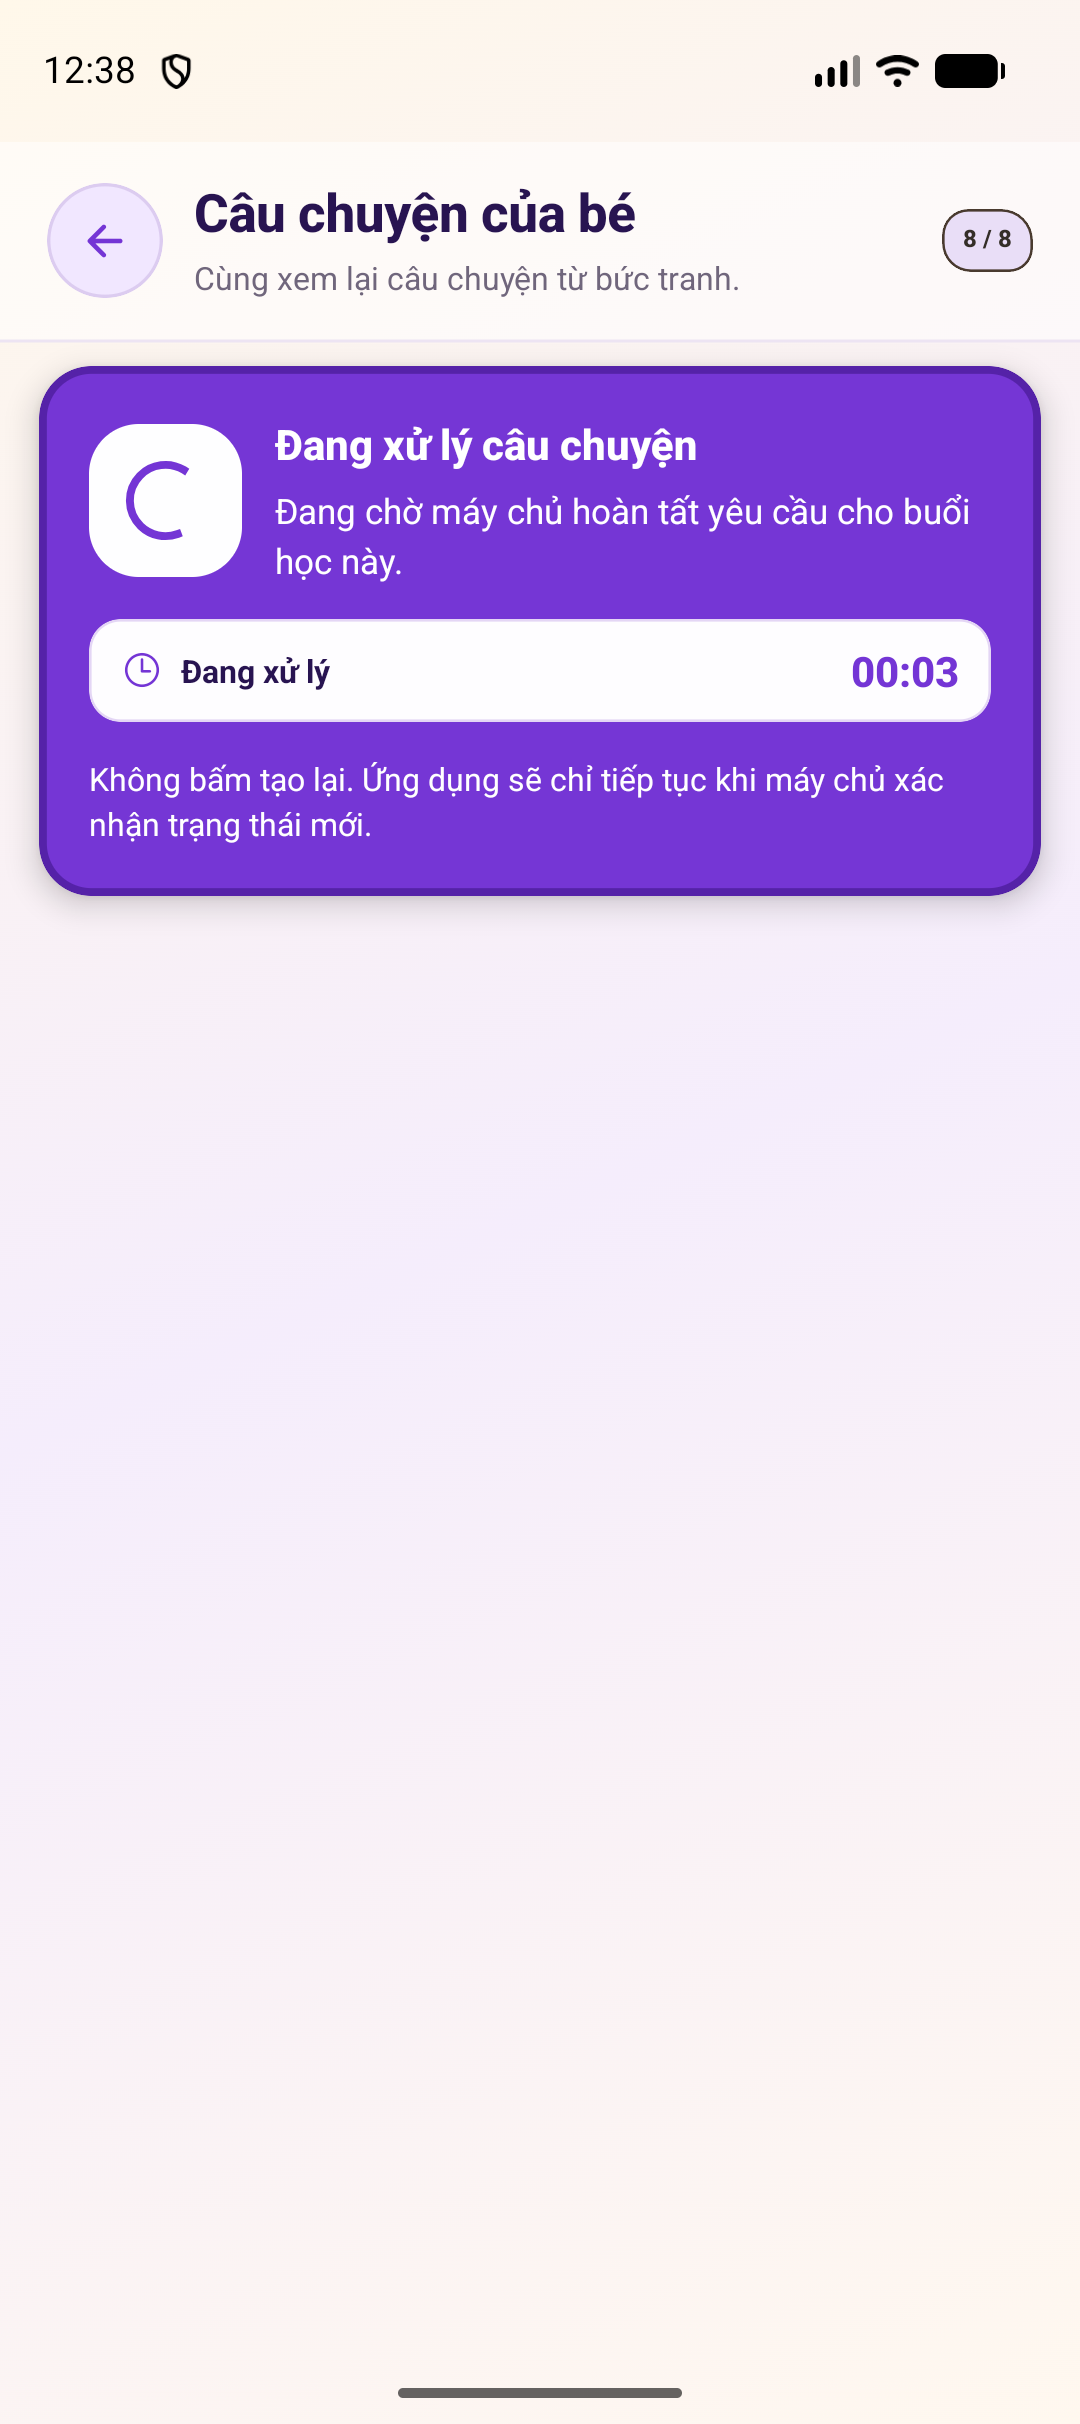 12:38
Câu chuyện của bé
Cùng xem lại câu chuyện từ bức tranh.
8 / 8
Đang xử lý câu chuyện
Đang chờ máy chủ hoàn tất yêu cầu cho buổi
học này.
Đang xử lý
00:03
Không bấm tạo lại. Ứng dụng sẽ chỉ tiếp tục khi máy chủ xác
nhận trạng thái mới.